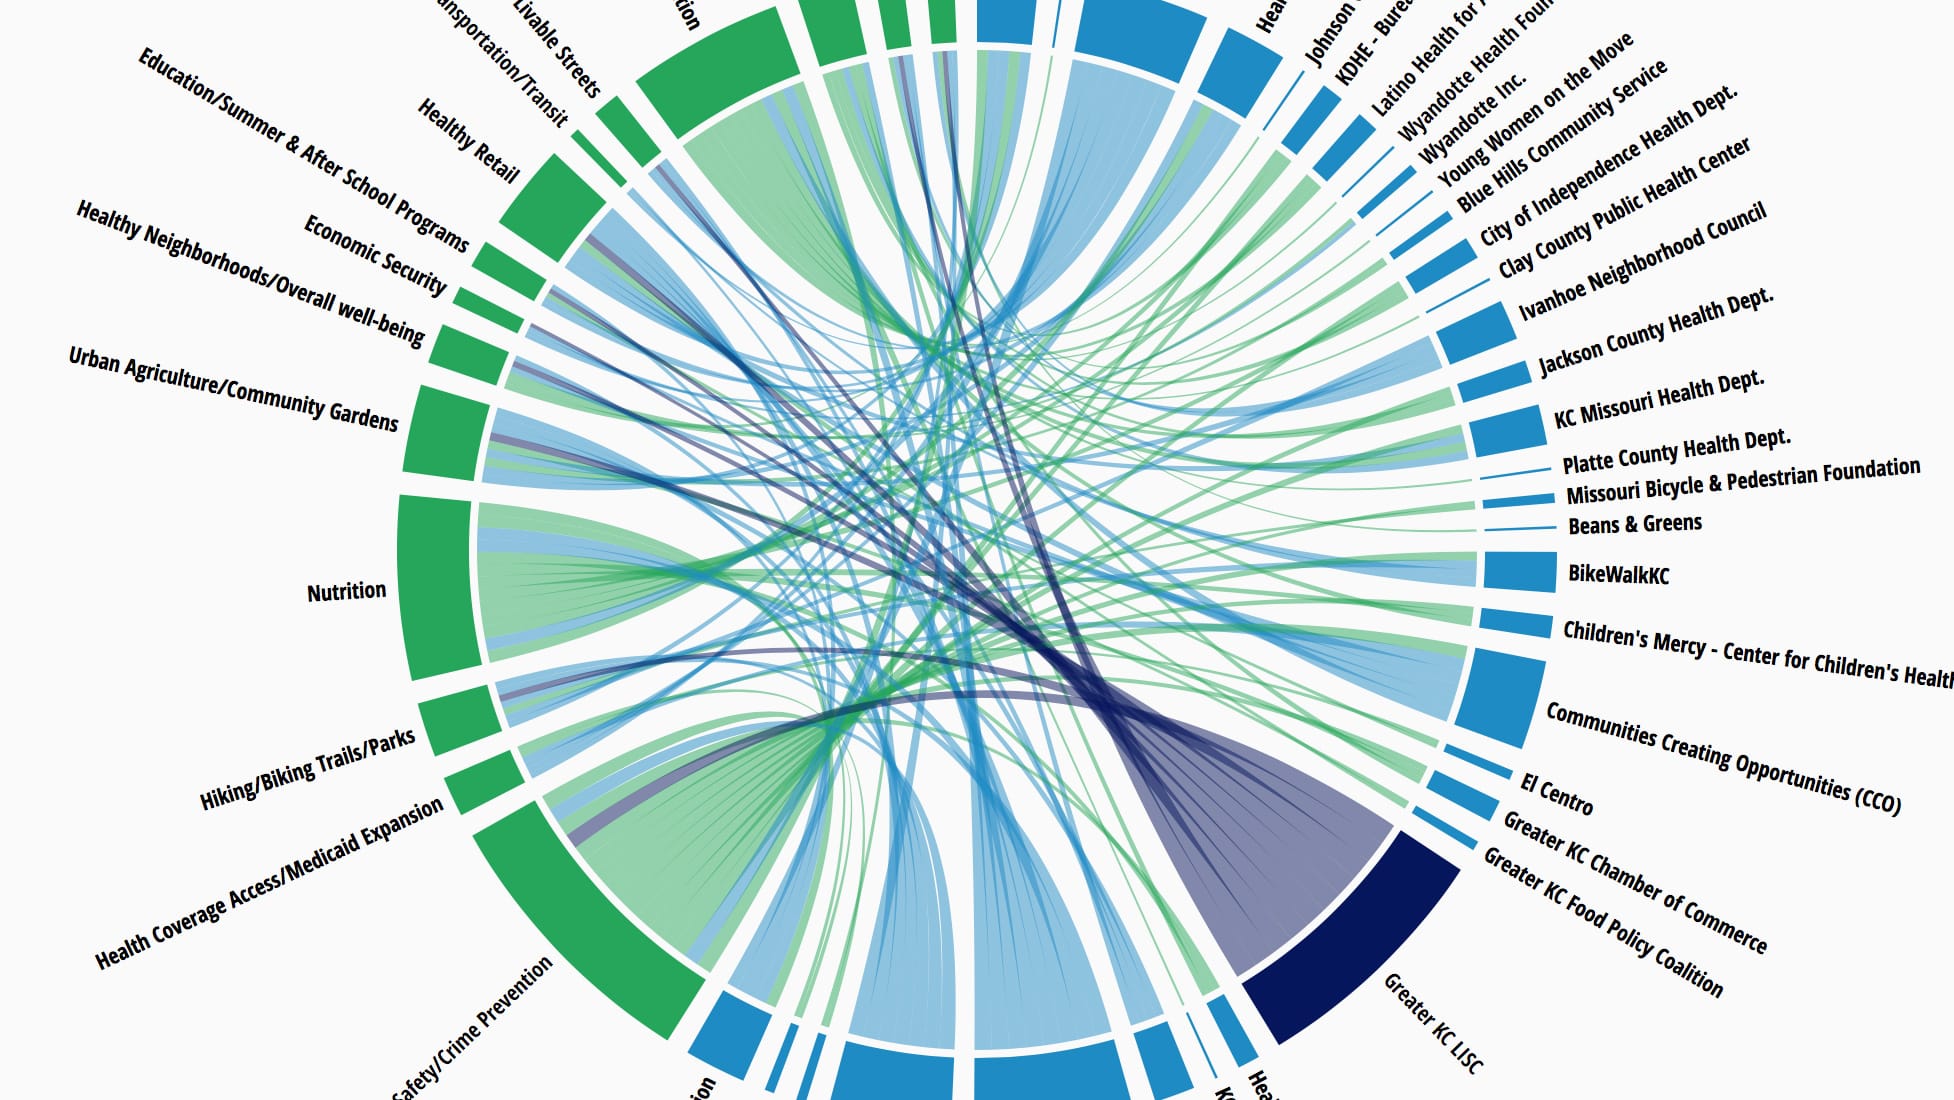 Livable Streets
Healthy Retail
Education/Summer & After School Programs
Economic Security
Healthy Neighborhoods/Overall well-being
Urban Agriculture/Community Gardens
Nutrition
Hiking/Biking Trails/Parks
Health Coverage Access/Medicaid Expansion
Safety/Crime Prevention
Johnson
KDHE -
Latino Health for
Wyandotte Health
Wyandotte Inc.
Young Women on the Move
Blue Hills Community Service
City of Independence Health Dept.
Clay County Public Health Center
Ivanhoe Neighborhood Council
Jackson County Health Dept.
KC Missouri Health Dept.
Platte County Health Dept.
Missouri Bicycle & Pedestrian Foundation
Beans & Greens
BikeWalkKC
Children's Mercy - Center for Children's
Communities Creating Opportunities (CCO)
El Centro
Greater KC Chamber of Commerce
Greater KC Food Policy Coalition
Greater KC LISC